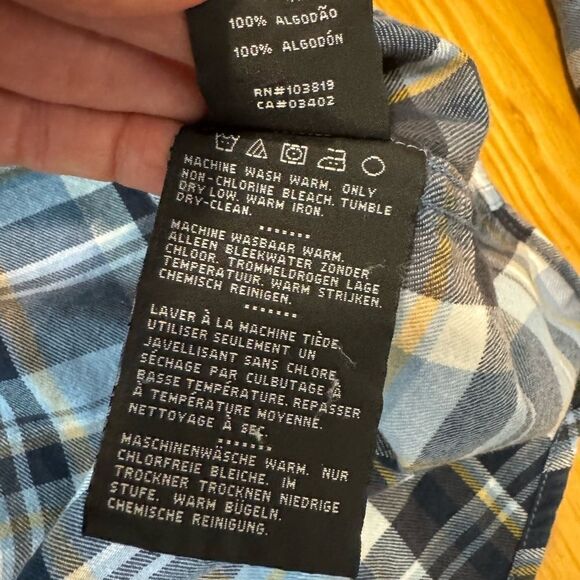 100% ALGODÃO
100% ALGODÓN
RN#103819
CA#03402
MACHINE WASH WARM. ONLY
NON-CHLORINE BLEACH. TUMBLE
DRY LOW. WARM IRON.
DRY-CLEAN.
MACHINE WASBAAR WARM.
ALLEEN BLEEKWATER ZONDER
CHLOOR. TROMMELDROGEN LAGE
TEMPERATUUR. WARM STRIJKEN.
CHEMISCH REINIGEN.
LAVER À LA MACHINE TIÈDE.
UTILISER SEULEMENT UN
JAVELLISANT SANS CHLORE.
SÉCHAGE PAR CULBUTAGE À
BASSE TEMPÉRATURE. REPASSER
À TEMPÉRATURE MOYENNE.
NETTOYAGE À SEC.
MASCHINENWÄSCHE WARM. NUR
CHLORFREIE BLEICHE. IM
TROCKNER TROCKNEN NIEDRIGE
STUFE. WARM BÜGELN.
CHEMISCHE REINIGUNG.